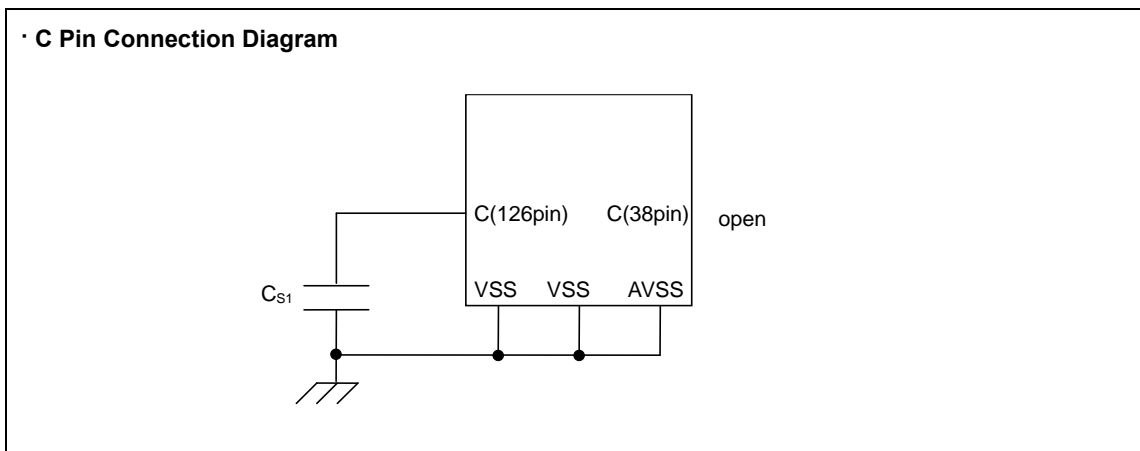 · C Pin Connection Diagram
C(126pin) C(38pin) open
CS1
VSS VSS AVSS